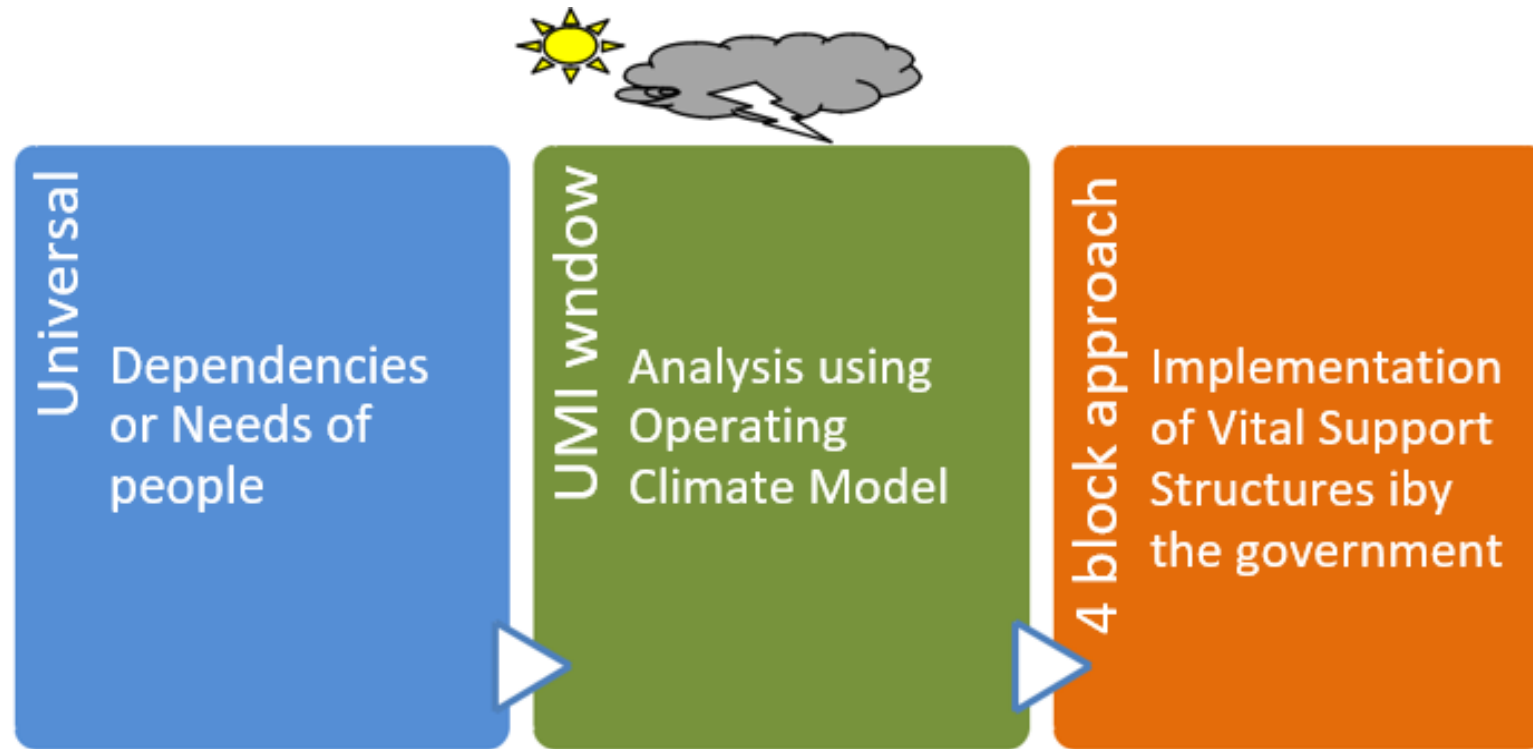 Universal
Dependencies
or Needs of
people
UMI wndow
Analysis using
Operating
Climate Model
4 block approach
Implementation
of Vital Support
Structures iby
the government